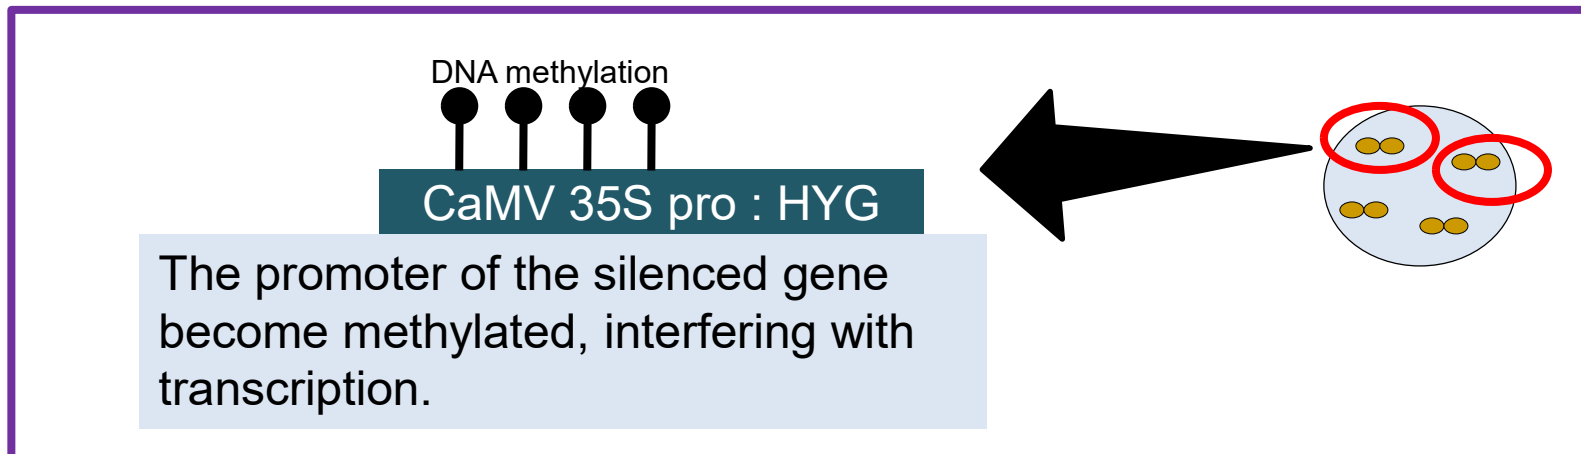 DNA methylation
CaMV 35S pro : HYG
The promoter of the silenced gene
become methylated, interfering with
transcription.